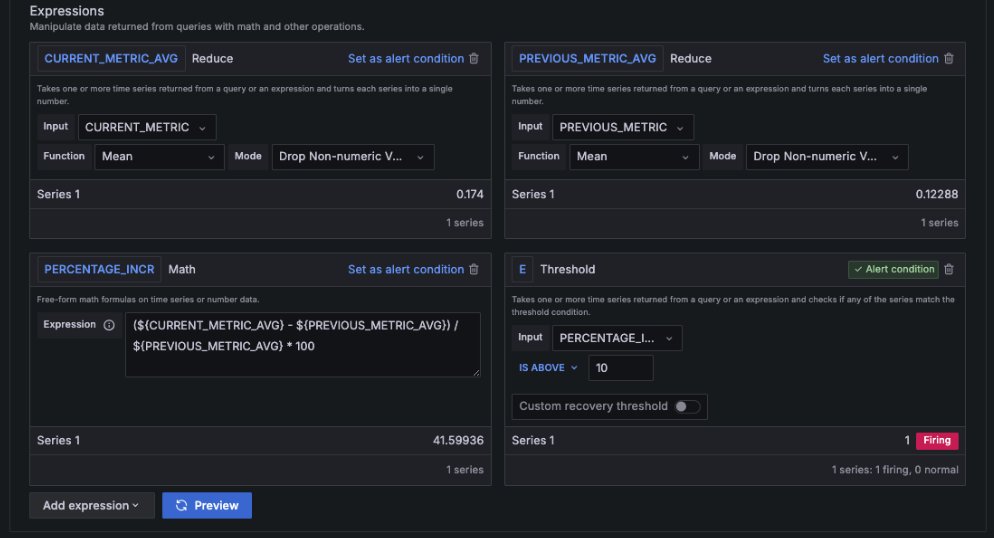 Expressions
Manipulate data returned from queries with math and other operations.
CURRENT_METRIC_AVG Reduce Set as alert condition
Takes one or more time series returned from a query or an expression and turns each series into a single
number.
Input CURRENT_METRIC
Function Mean Mode Drop Non-numeric V...
Series 1 0.174
1 series
PREVIOUS_METRIC_AVG Reduce Set as alert condition
Takes one or more time series returned from a query or an expression and turns each series into a single
number.
Input PREVIOUS_METRIC
Function Mean Mode Drop Non-numeric V...
Series 1 0.12288
1 series
PERCENTAGE_INCR Math Set as alert condition
Free-form math formulas on time series or number data.
Expression (${CURRENT_METRIC_AVG} - ${PREVIOUS_METRIC_AVG}) /
${PREVIOUS_METRIC_AVG} * 100
Series 1 41.59936
1 series
E Threshold Alert condition
Takes one or more time series returned from a query or an expression and checks if any of the series match the
threshold condition.
Input PERCENTAGE_I...
IS ABOVE 10
Custom recovery threshold
Series 1 1 Firing
1 series: 1 firing, 0 normal
Add expression Preview